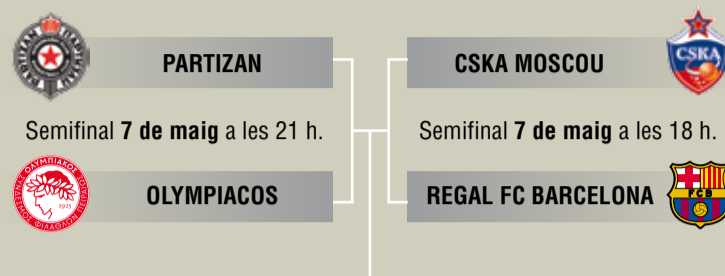 PARTIZAN
Semifinal 7 de maig a les 21 h.
OLYMPIACOS
CSKA MOSCOU
CSKA
Semifinal 7 de maig a les 18 h.
REGAL FC BARCELONA
FCB